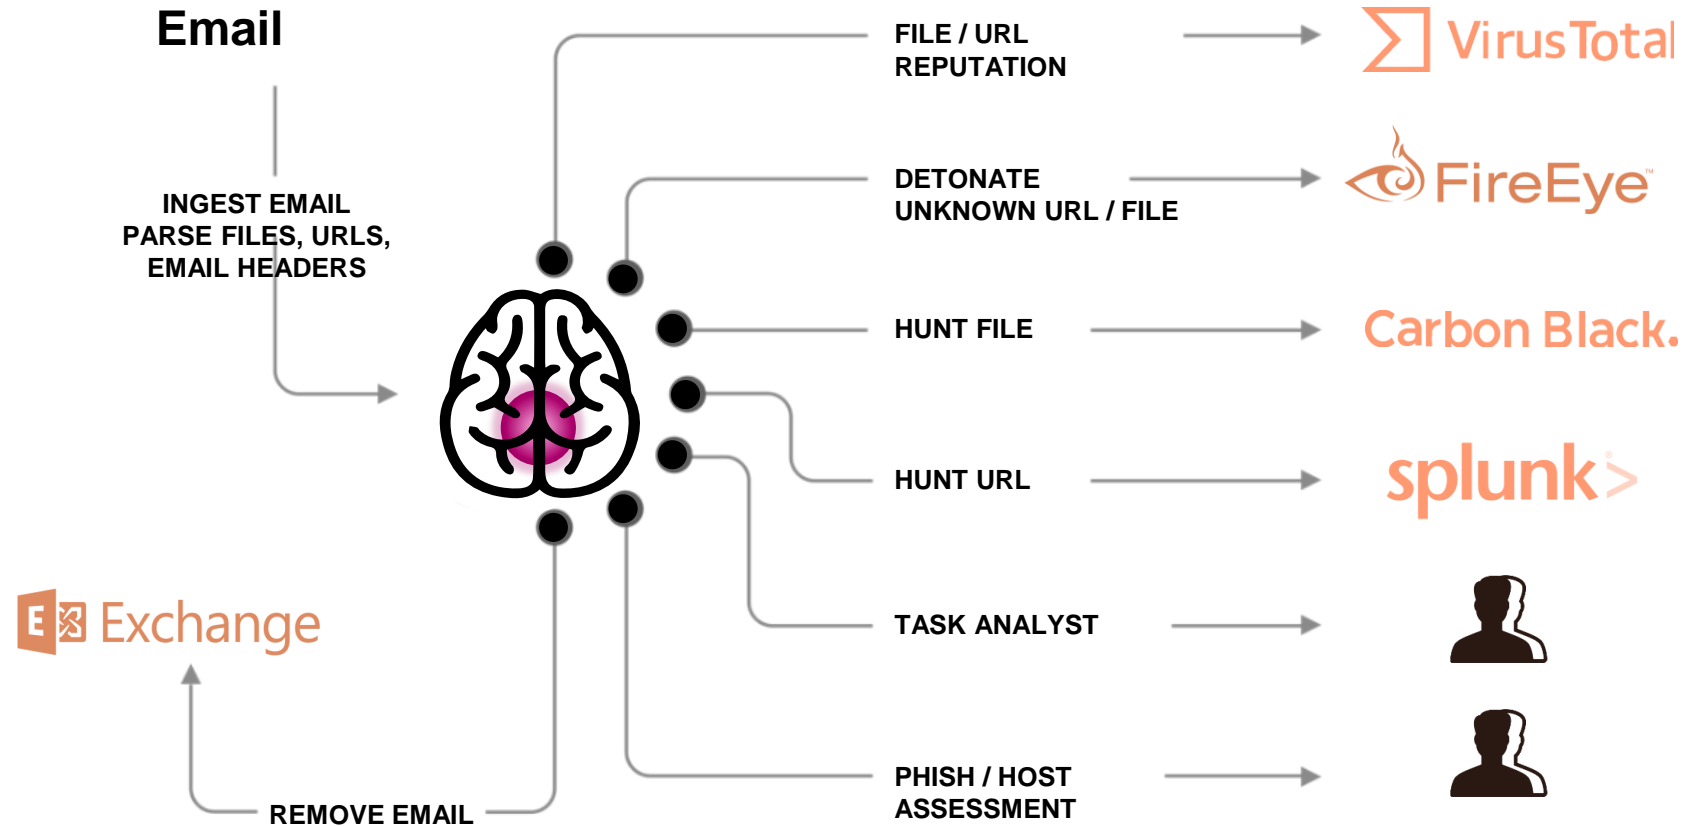 Email
INGEST EMAIL
PARSE FILES, URLS,
EMAIL HEADERS
FILE / URL
REPUTATION
VirusTotal
DETONATE
UNKNOWN URL / FILE
FireEye™
HUNT FILE
Carbon Black.
HUNT URL
splunk>
TASK ANALYST
E Exchange
PHISH / HOST
ASSESSMENT
REMOVE EMAIL